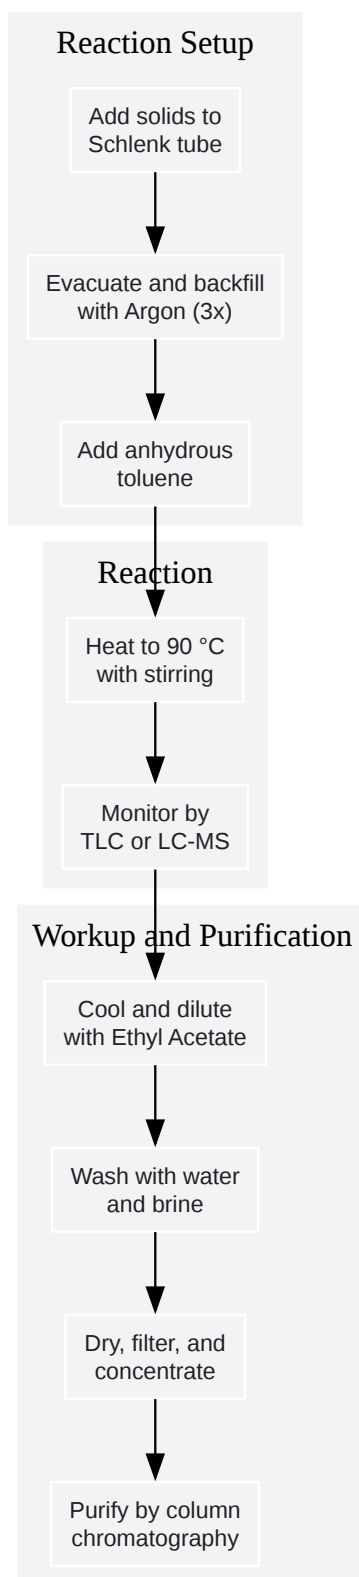 Reaction Setup
Add solids to
Schlenk tube
Evacuate and backfill
with Argon (3x)
Add anhydrous
toluene
Reaction
Heat to 90 °C
with stirring
Monitor by
TLC or LC-MS
Workup and Purification
Cool and dilute
with Ethyl Acetate
Wash with water
and brine
Dry, filter, and
concentrate
Purify by column
chromatography